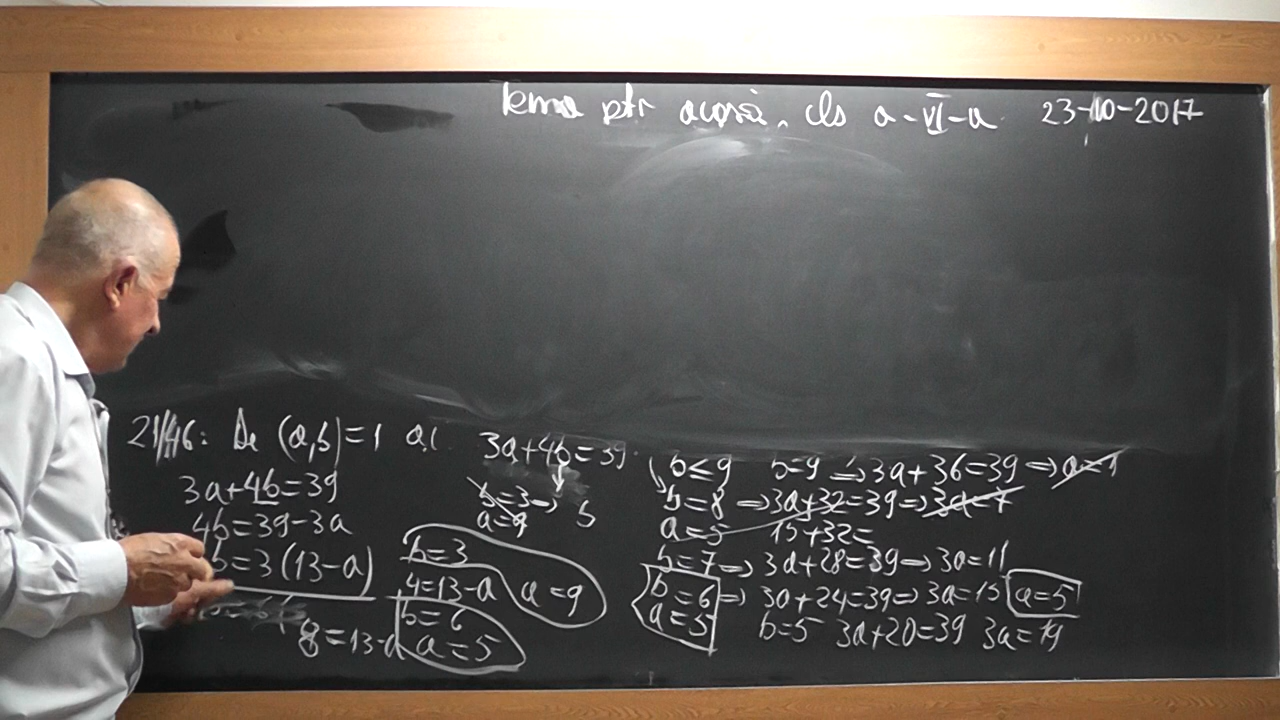 Tema ptr acasă, cls a-VI-a 23-10-2017
21/46: De (a,b)=1 a.î. 3a+4b=39.
3a+4b=39
4b=39-3a
b=3(13-a)
8=13-a
b=3
4=13-a a=9
b=6
a=5
b=3⇒ 5
a=9
b≤9 b=9 ⇒3a+36=39⇒a=1
b=8 ⇒3a+32=39⇒3a=7
a=5 15+32=
b=7⇒ 3a+28=39⇒3a=11
b=6⇒ 3a+24=39⇒3a=15 a=5
a=5
b=5 3a+20=39 3a=19